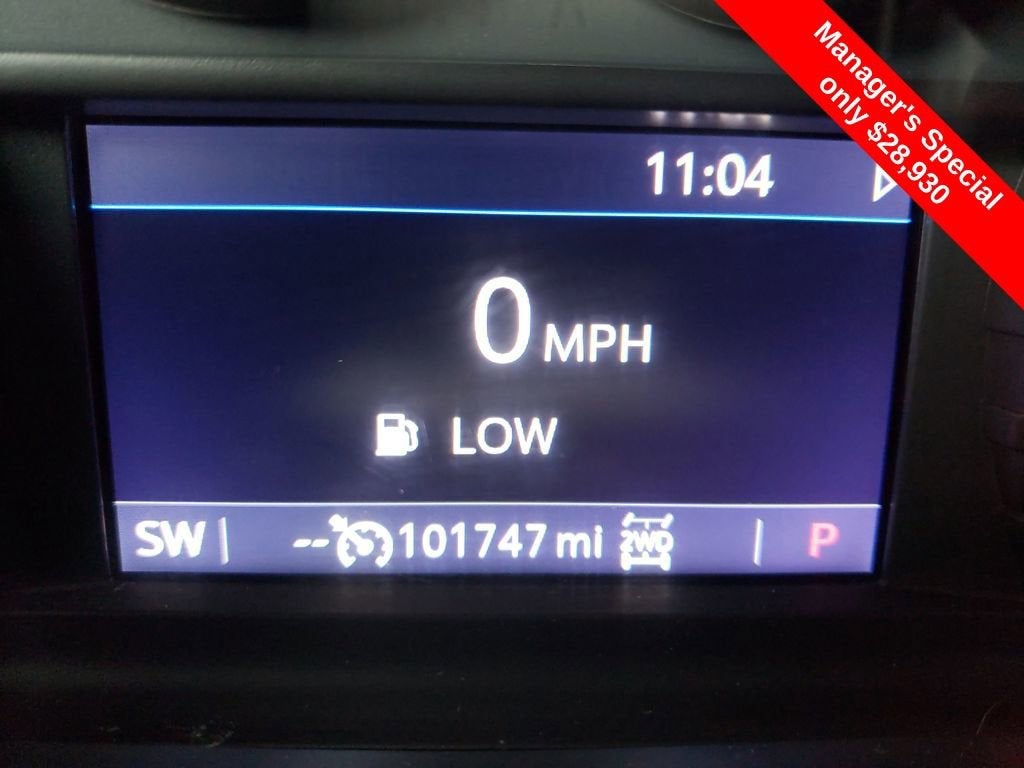 Manager's Special
only $28,930
11:04
0 MPH
LOW
SW -- 101747 mi 2WD P